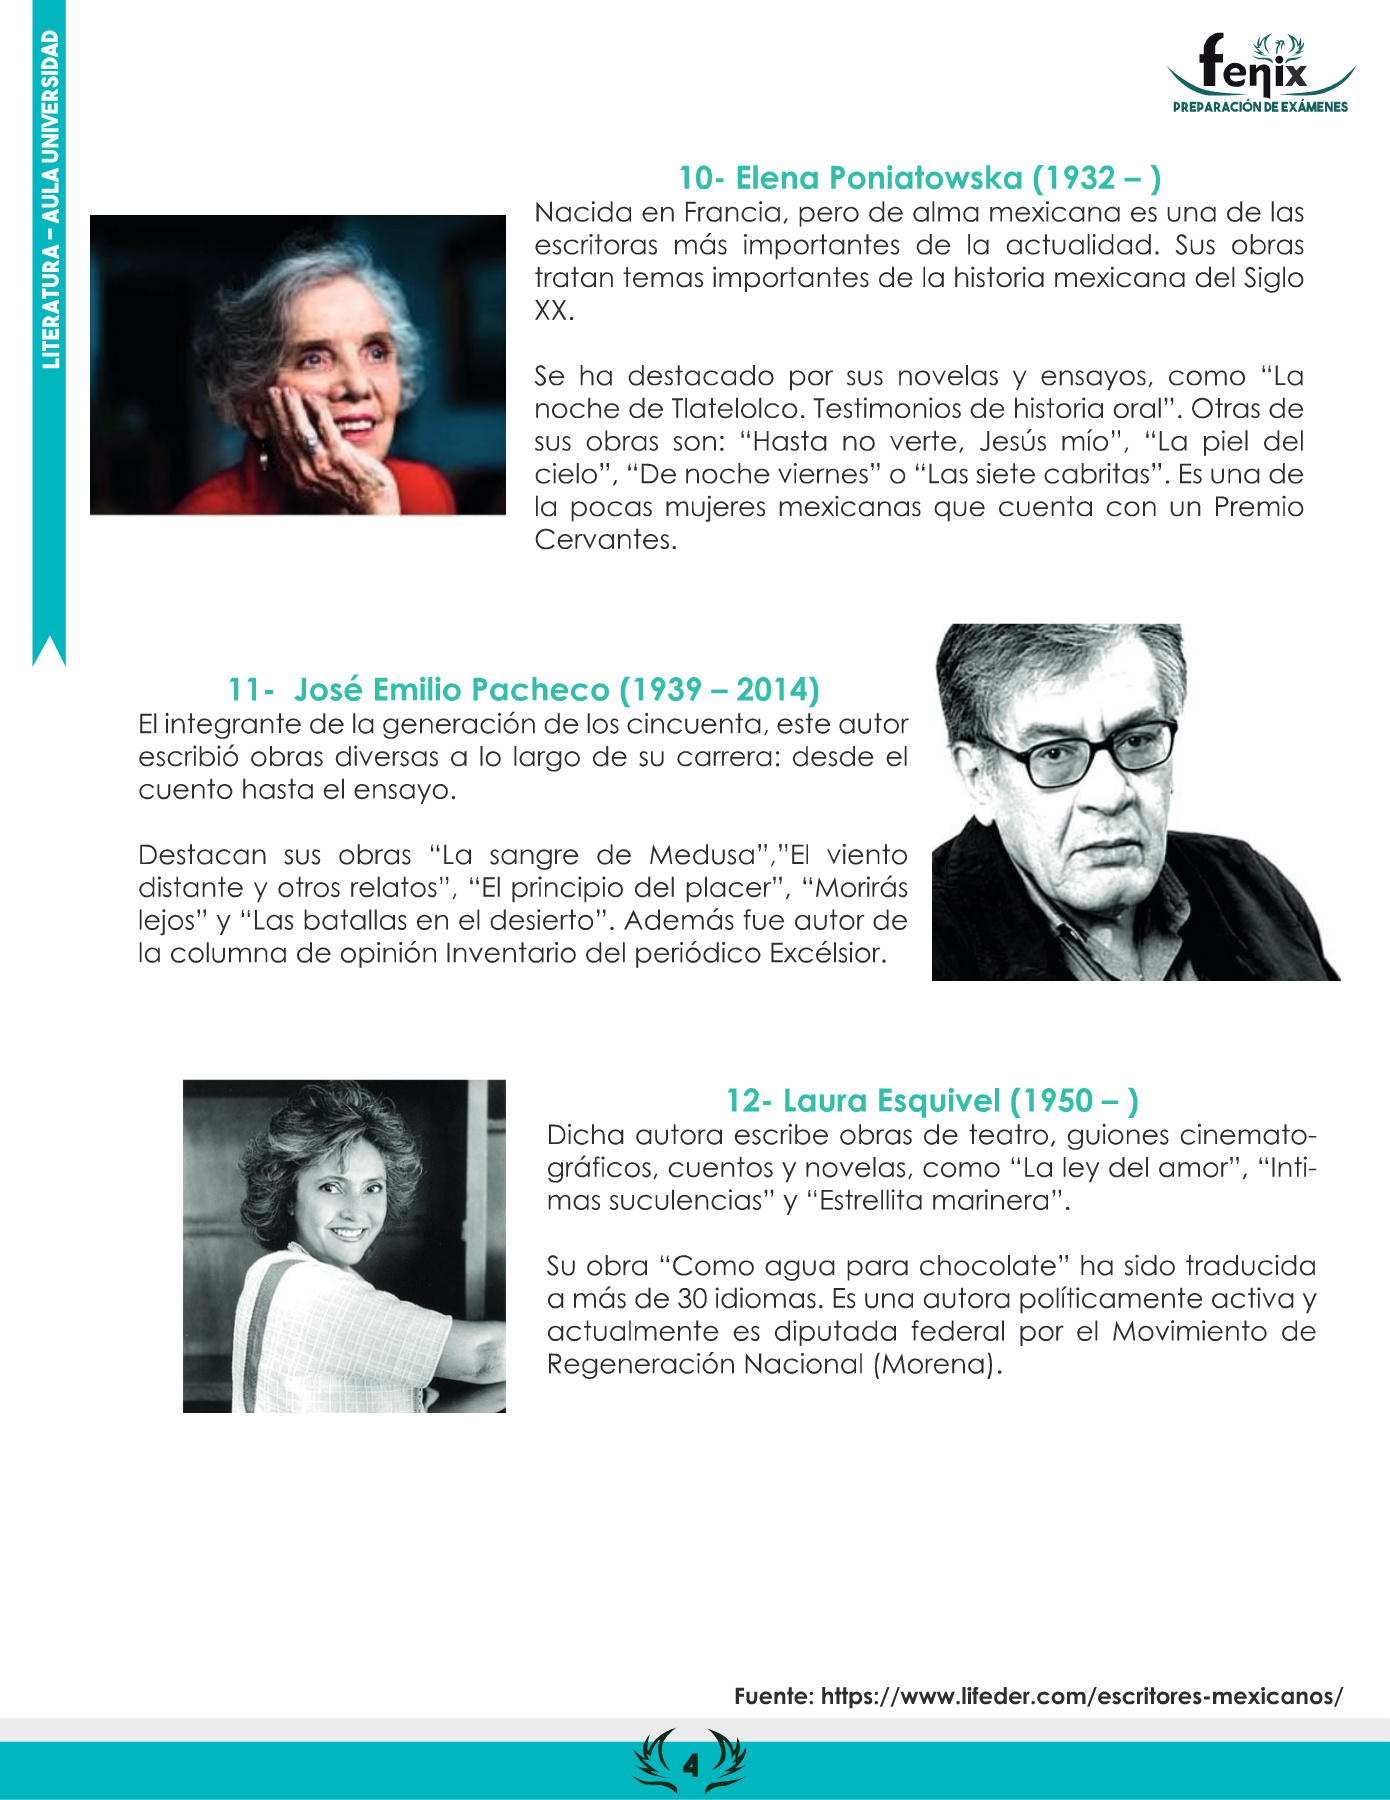 LITERATURA – AULA UNIVERSIDAD
fenix
PREPARACIÓN DE EXÁMENES
10- Elena Poniatowska (1932 – )
Nacida en Francia, pero de alma mexicana es una de las
escritoras más importantes de la actualidad. Sus obras
tratan temas importantes de la historia mexicana del Siglo
XX.
Se ha destacado por sus novelas y ensayos, como “La
noche de Tlatelolco. Testimonios de historia oral”. Otras de
sus obras son: “Hasta no verte, Jesús mío”, “La piel del
cielo”, “De noche viernes” o “Las siete cabritas”. Es una de
la pocas mujeres mexicanas que cuenta con un Premio
Cervantes.
11-  José Emilio Pacheco (1939 – 2014)
El integrante de la generación de los cincuenta, este autor
escribió obras diversas a lo largo de su carrera: desde el
cuento hasta el ensayo.
Destacan sus obras “La sangre de Medusa”,”El viento
distante y otros relatos”, “El principio del placer”, “Morirás
lejos” y “Las batallas en el desierto”. Además fue autor de
la columna de opinión Inventario del periódico Excélsior.
12- Laura Esquivel (1950 – )
Dicha autora escribe obras de teatro, guiones cinemato-
gráficos, cuentos y novelas, como “La ley del amor”, “Inti-
mas suculencias” y “Estrellita marinera”.
Su obra “Como agua para chocolate” ha sido traducida
a más de 30 idiomas. Es una autora políticamente activa y
actualmente es diputada federal por el Movimiento de
Regeneración Nacional (Morena).
Fuente: https://www.lifeder.com/escritores-mexicanos/
4